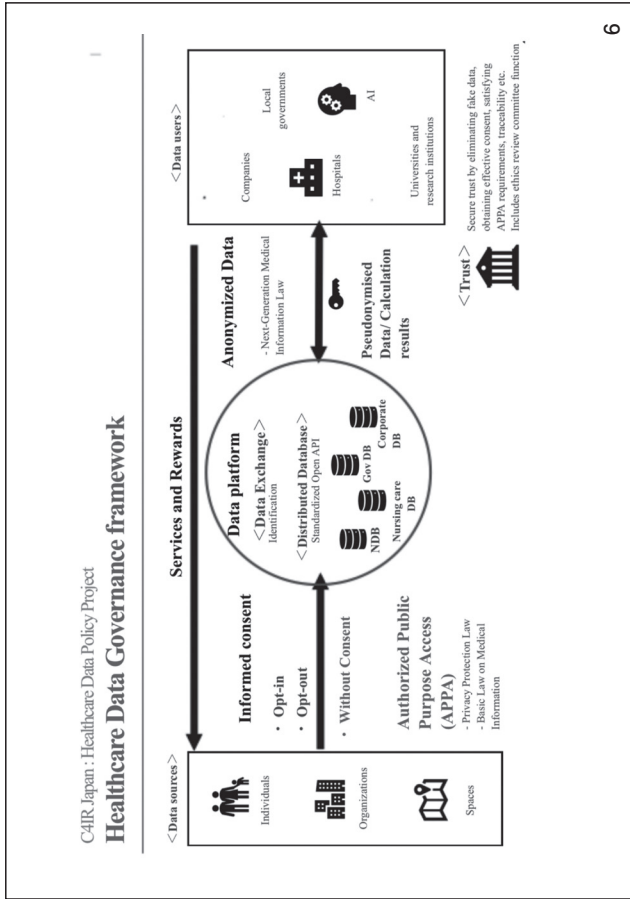 C4IR Japan : Healthcare Data Policy Project
Healthcare Data Governance framework
Services and Rewards
<Data sources>
Individuals
Organizations
Spaces
Informed consent
・ Opt-in
・ Opt-out
・ Without Consent
Authorized Public
Purpose Access
(APPA)
- Privacy Protection Law
- Basic Law on Medical
Information
Data platform
<Data Exchange>
Identification
<Distributed Database>
Standardized Open API
NDB
Nursing care
DB
Gov DB
Corporate
DB
Anonymized Data
- Next-Generation Medical
Information Law
Pseudonymised
Data/ Calculation
results
<Data users>
Companies
Local
governments
Hospitals
AI
Universities and
research institutions
<Trust>
Secure trust by eliminating fake data,
obtaining effective consent, satisfying
APPA requirements, traceability etc.
Includes ethics review committee function
6